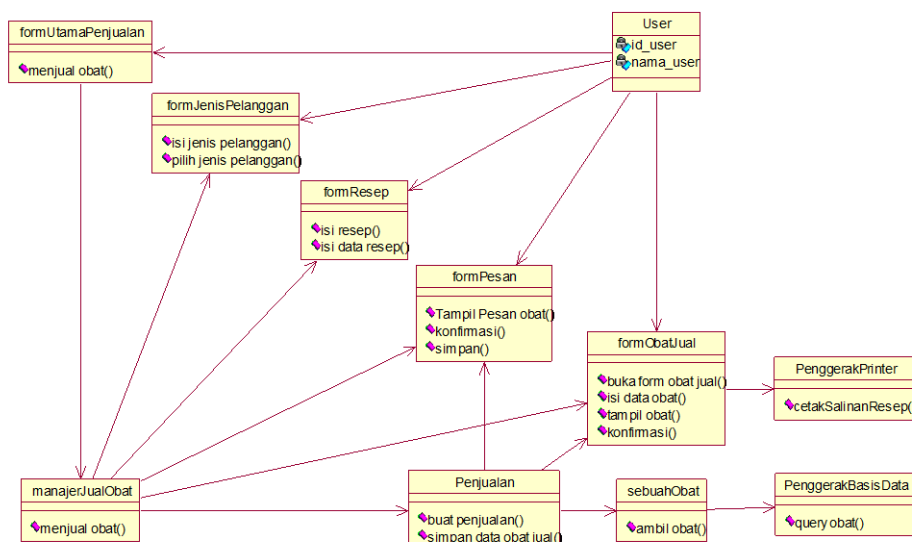 formUtamaPenjualan
menjual obat()
User
id_user
nama_user
formJenisPelanggan
isi jenis pelanggan()
pilih jenis pelanggan()
formResep
isi resep()
isi data resep()
formPesan
Tampil Pesan obat()
konfirmasi()
simpan()
formObatJual
buka form obat jual()
isi data obat()
tampil obat()
konfirmasi()
PenggerakPrinter
cetakSalinanResep()
manajerJualObat
menjual obat()
Penjualan
buat penjualan()
simpan data obat jual()
sebuahObat
ambil obat()
PenggerakBasisData
query obat()